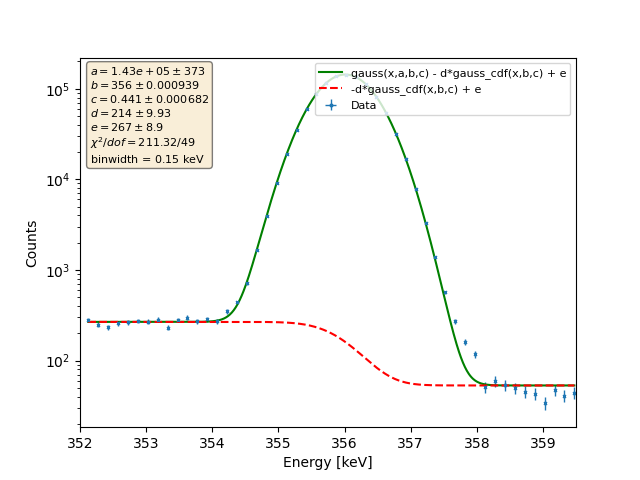 a = 1.43e + 05 ± 373
b = 356 ± 0.000939
c = 0.441 ± 0.000682
d = 214 ± 9.93
e = 267 ± 8.9
χ²/dof = 211.32/49
binwidth = 0.15 keV
gauss(x,a,b,c) - d*gauss_cdf(x,b,c) + e
-d*gauss_cdf(x,b,c) + e
Data
10⁵
10⁴
10³
10²
Counts
352 353 354 355 356 357 358 359
Energy [keV]